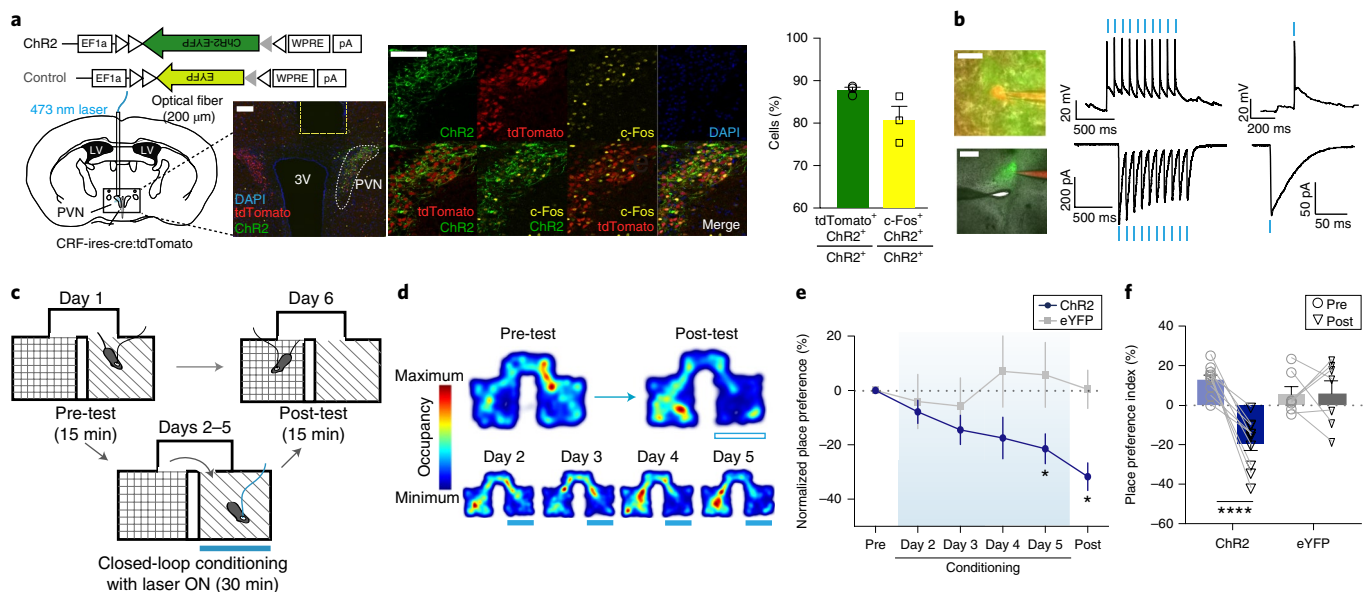 a
ChR2
EF1a
ChR2-EYFP
WPRE
pA
Control
EF1a
EYFP
WPRE
pA
473 nm laser
Optical fiber
(200 μm)
LV
LV
PVN
CRF-ires-cre:tdTomato
3V
PVN
DAPI
tdTomato
ChR2
ChR2
tdTomato
c-Fos
DAPI
tdTomato
ChR2
c-Fos
ChR2
c-Fos
tdTomato
Merge
Cells (%)
100
90
80
70
60
tdTomato+
ChR2+
ChR2+
c-Fos+
ChR2+
ChR2+
b
20 mV
500 ms
20 mV
200 ms
200 pA
500 ms
50 pA
50 ms
c
Day 1
Day 6
Pre-test
(15 min)
Post-test
(15 min)
Days 2–5
Closed-loop conditioning
with laser ON (30 min)
d
Pre-test
Post-test
Maximum
Occupancy
Minimum
Day 2
Day 3
Day 4
Day 5
e
ChR2
eYFP
Normalized place preference (%)
20
0
−20
−40
*
*
Pre
Day 2
Day 3
Day 4
Day 5
Post
Conditioning
f
Pre
Post
Place preference index (%)
40
20
0
−20
−40
−60
****
ChR2
eYFP